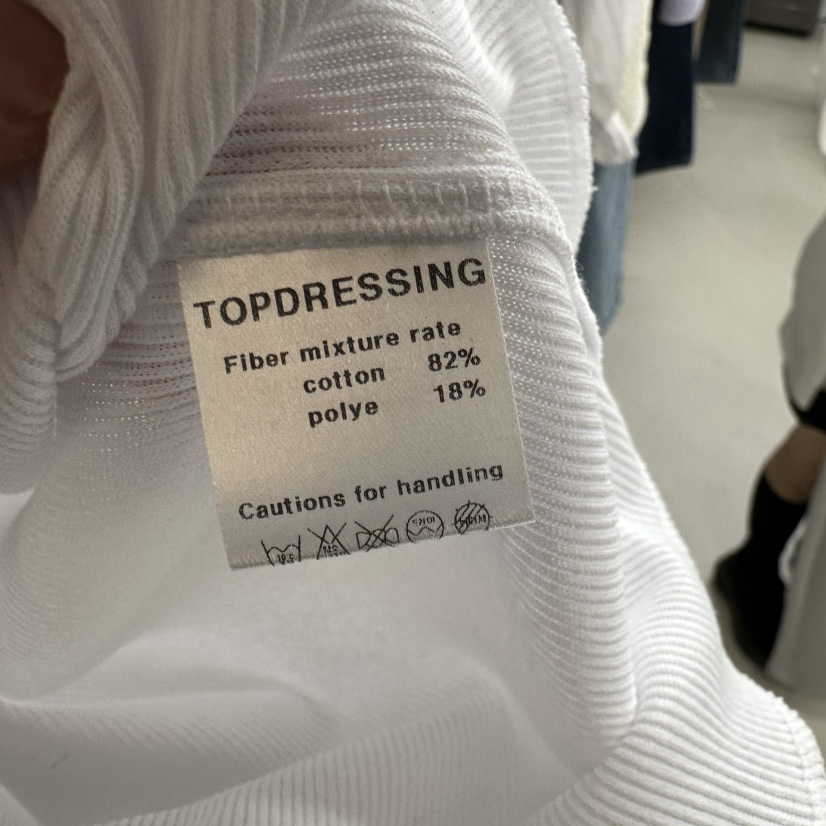 TOPDRESSING
Fiber mixture rate
cotton 82%
polye 18%
Cautions for handling